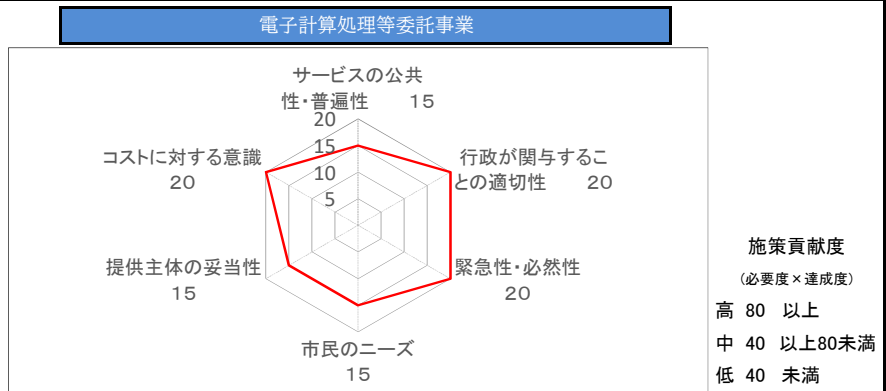 電子計算処理等委託事業
サービスの公共
性・普遍性　15
20
15
10
5
コストに対する意識
20
行政が関与するこ
との適切性　20
提供主体の妥当性
15
緊急性・必然性
20
市民のニーズ
15
施策貢献度
（必要度×達成度）
高 80 以上
中 40 以上80未満
低 40 未満